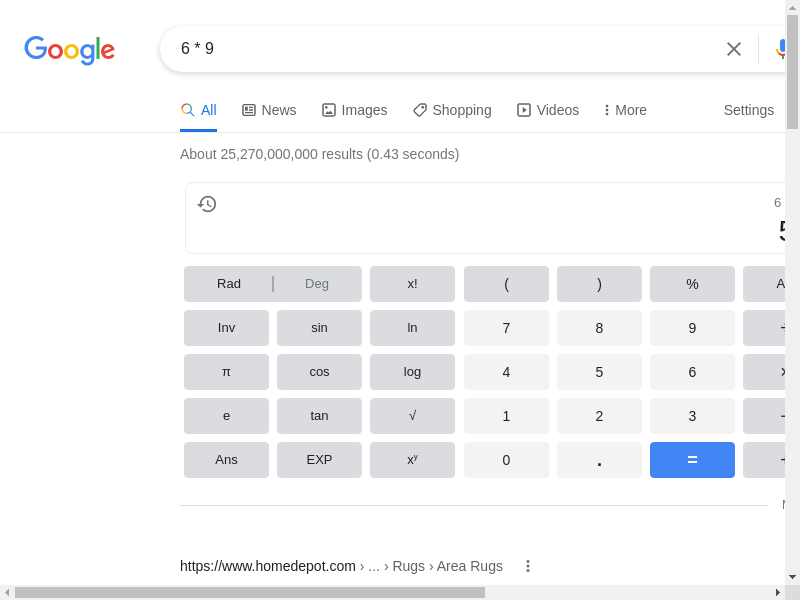 Google
6 * 9
All News Images Shopping Videos More Settings
About 25,270,000,000 results (0.43 seconds)
6
5
Rad | Deg x! ( ) %
Inv sin ln 7 8 9
π cos log 4 5 6 ×
e tan √ 1 2 3
Ans EXP xʸ 0 . =
https://www.homedepot.com › ... › Rugs › Area Rugs